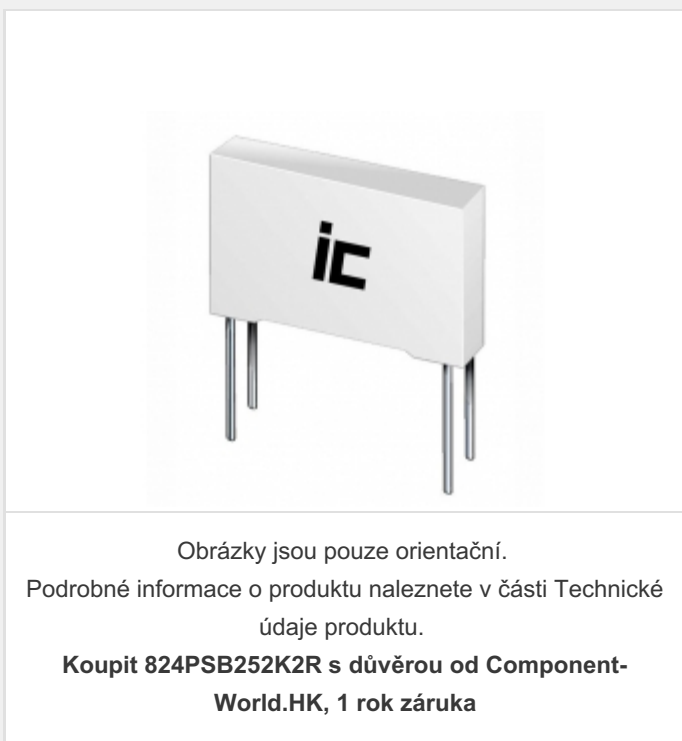 ic
Obrázky jsou pouze orientační.
Podrobné informace o produktu naleznete v části Technické
údaje produktu.
Koupit 824PSB252K2R s důvěrou od Component-
World.HK, 1 rok záruka